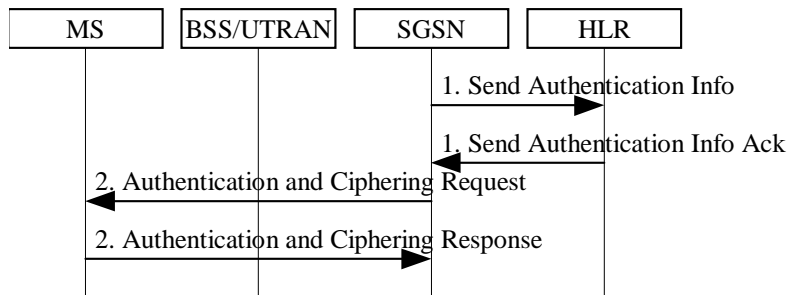 MS
BSS/UTRAN
SGSN
HLR
1. Send Authentication Info
1. Send Authentication Info Ack
2. Authentication and Ciphering Request
2. Authentication and Ciphering Response